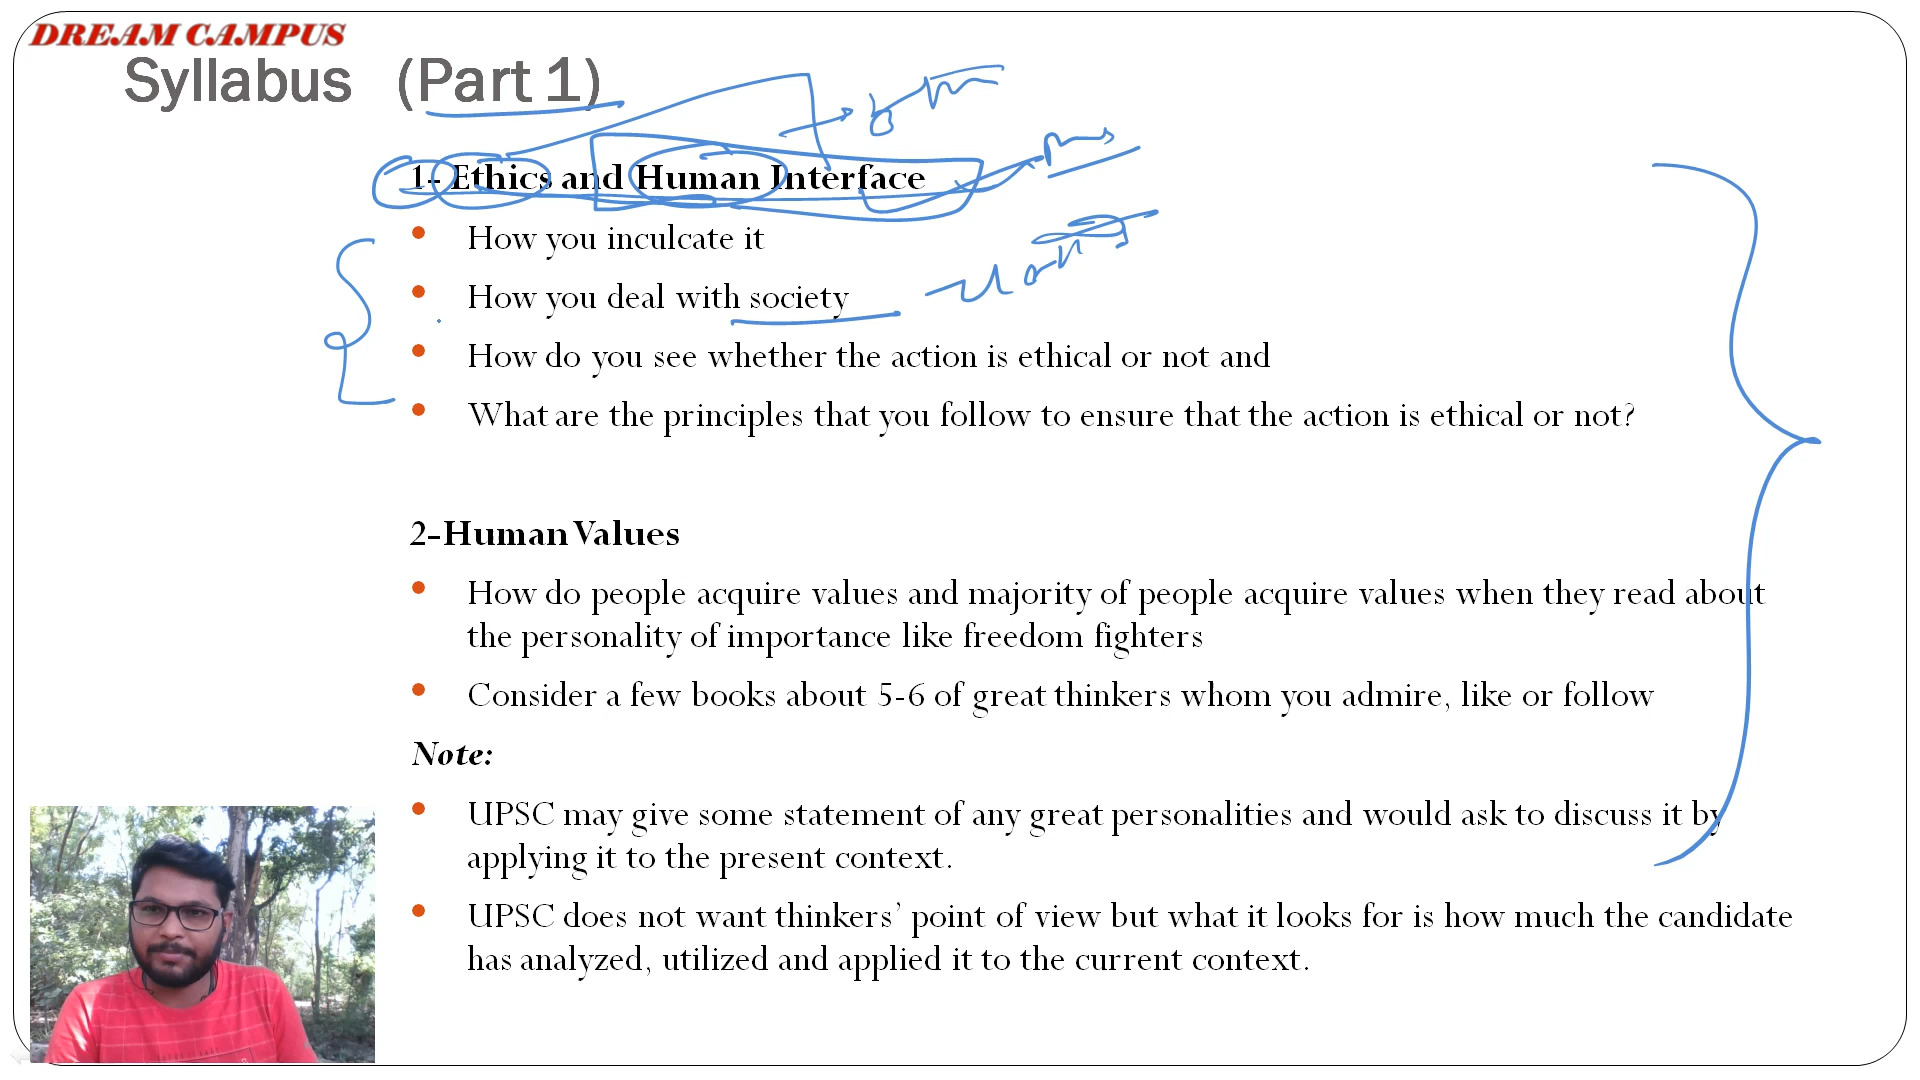 DREAM CAMPUS
Syllabus (Part 1)
1- Ethics and Human Interface
• How you inculcate it
• How you deal with society
• How do you see whether the action is ethical or not and
• What are the principles that you follow to ensure that the action is ethical or not?
2-Human Values
• How do people acquire values and majority of people acquire values when they read about
the personality of importance like freedom fighters
• Consider a few books about 5-6 of great thinkers whom you admire, like or follow
Note:
• UPSC may give some statement of any great personalities and would ask to discuss it by
applying it to the present context.
• UPSC does not want thinkers’ point of view but what it looks for is how much the candidate
has analyzed, utilized and applied it to the current context.